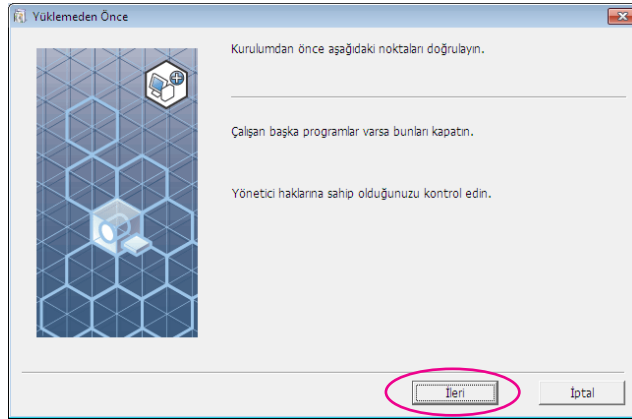 Yüklemeden Önce
Kurulumdan önce aşağıdaki noktaları doğrulayın.
Çalışan başka programlar varsa bunları kapatın.
Yönetici haklarına sahip olduğunuzu kontrol edin.
İleri
İptal